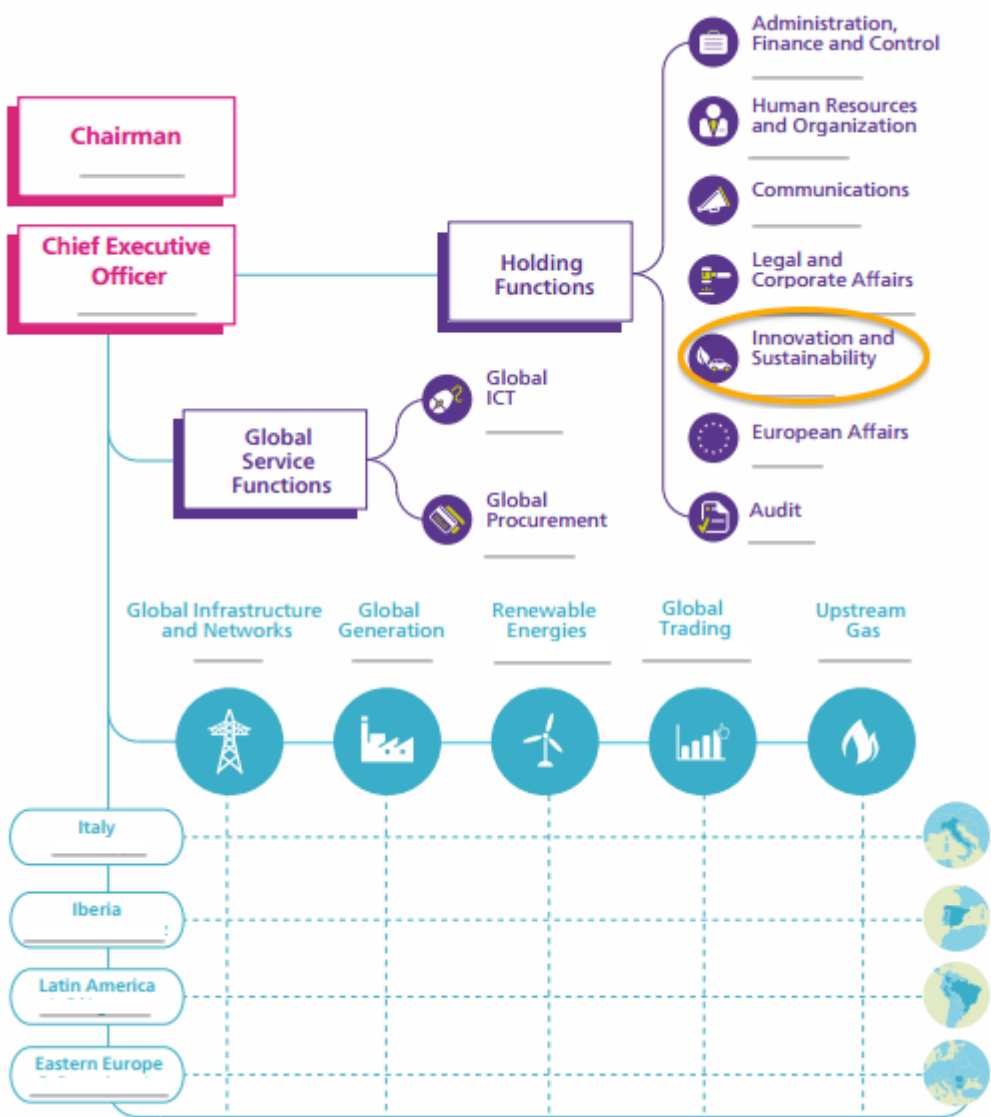 Chairman
Chief Executive
Officer
Holding
Functions
Administration,
Finance and Control
Human Resources
and Organization
Communications
Legal and
Corporate Affairs
Innovation and
Sustainability
European Affairs
Audit
Global
Service
Functions
Global
ICT
Global
Procurement
Global Infrastructure
and Networks
Global
Generation
Renewable
Energies
Global
Trading
Upstream
Gas
Italy
Iberia
Latin America
Eastern Europe